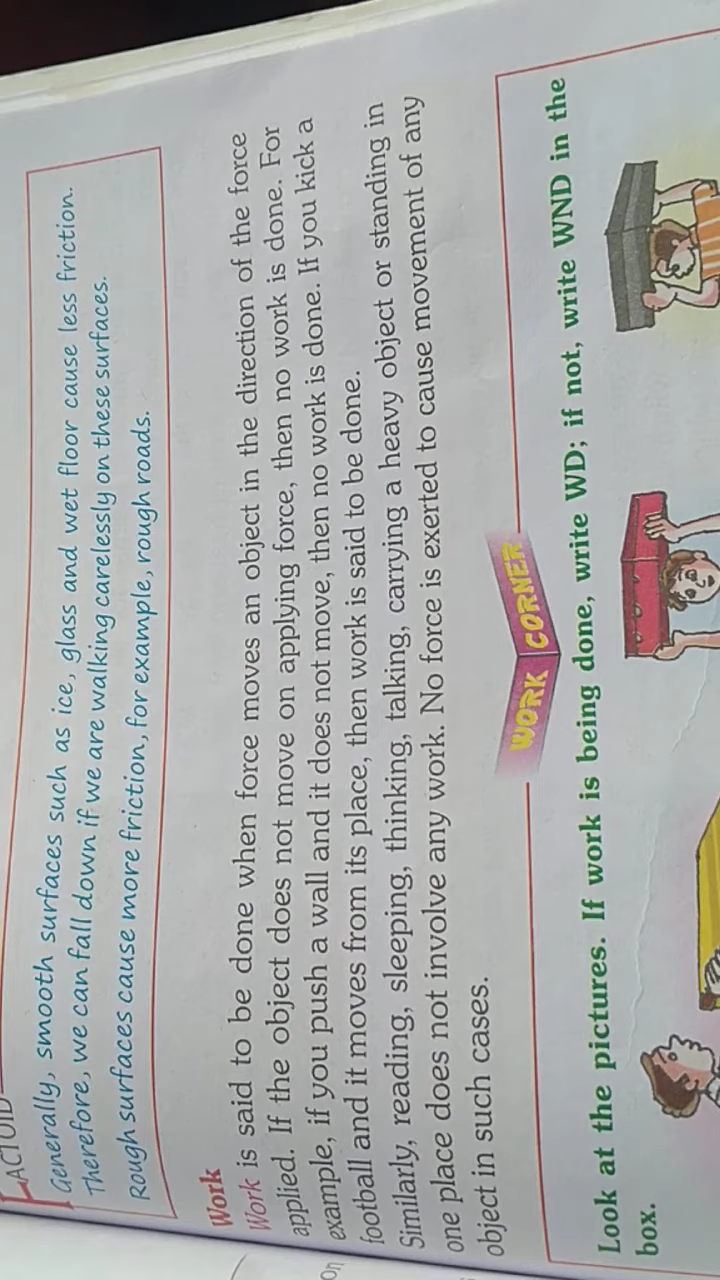 Generally, smooth surfaces such as ice, glass and wet floor cause less friction.
Therefore, we can fall down if we are walking carelessly on these surfaces.
Rough surfaces cause more friction, for example, rough roads.
Work
Work is said to be done when force moves an object in the direction of the force
applied. If the object does not move on applying force, then no work is done. For
example, if you push a wall and it does not move, then no work is done. If you kick a
football and it moves from its place, then work is said to be done.
Similarly, reading, sleeping, thinking, talking, carrying a heavy object or standing in
one place does not involve any work. No force is exerted to cause movement of any
object in such cases.
WORK CORNER
Look at the pictures. If work is being done, write WD; if not, write WND in the
box.